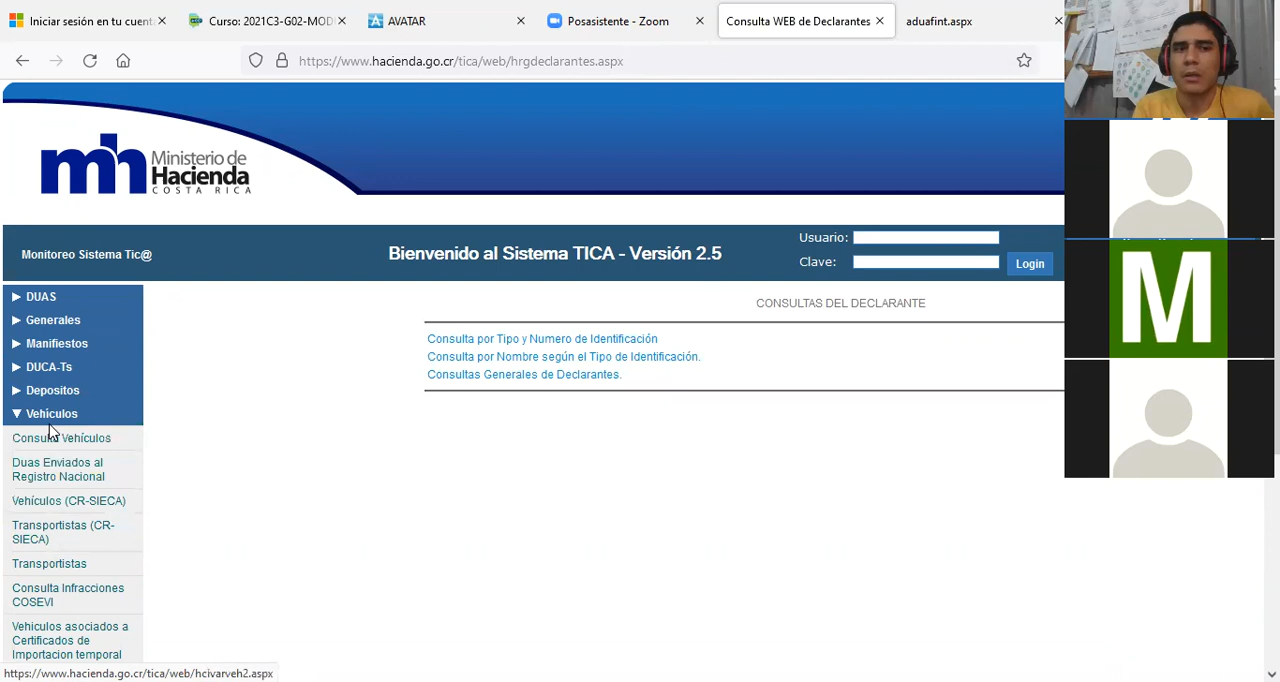 Iniciar sesión en tu cuenta
Curso: 2021C3-G02-MODI
AVATAR
Posasistente - Zoom
Consulta WEB de Declarantes
aduafint.aspx
https://www.hacienda.go.cr/tica/web/hrgdeclarantes.aspx
mh
Ministerio de
Hacienda
COSTA RICA
Monitoreo Sistema Tic@
Bienvenido al Sistema TICA - Versión 2.5
Usuario:
Clave:
Login
DUAS
Generales
Manifiestos
DUCA-Ts
Depositos
Vehículos
Consulta Vehículos
Duas Enviados al
Registro Nacional
Vehículos (CR-SIECA)
Transportistas (CR-
SIECA)
Transportistas
Consulta Infracciones
COSEVI
Vehiculos asociados a
Certificados de
Importacion temporal
CONSULTAS DEL DECLARANTE
Consulta por Tipo y Numero de Identificación
Consulta por Nombre según el Tipo de Identificación.
Consultas Generales de Declarantes.
M
https://www.hacienda.go.cr/tica/web/hcivarveh2.aspx